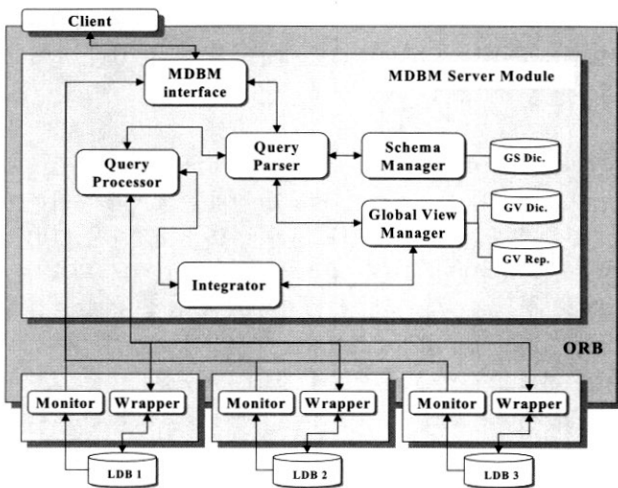 Client
MDBM
interface
MDBM Server Module
Query
Parser
Schema
Manager
GS Dic.
Query
Processor
Global View
Manager
GV Dic.
GV Rep.
Integrator
ORB
Monitor
Wrapper
Monitor
Wrapper
Monitor
Wrapper
LDB 1
LDB 2
LDB 3